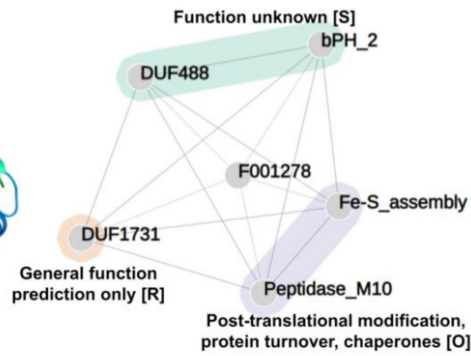 Function unknown [S]
bPH_2
DUF488
F001278
Fe-S_assembly
DUF1731
General function
prediction only [R]
Peptidase_M10
Post-translational modification,
protein turnover, chaperones [O]